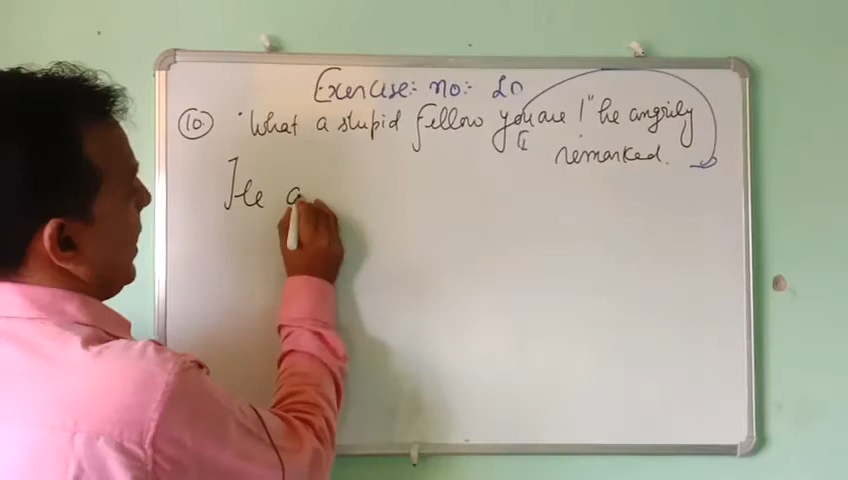 Exercise:- no:- 20
10. "What a stupid fellow you are !" he angrily
I
remarked.
He a